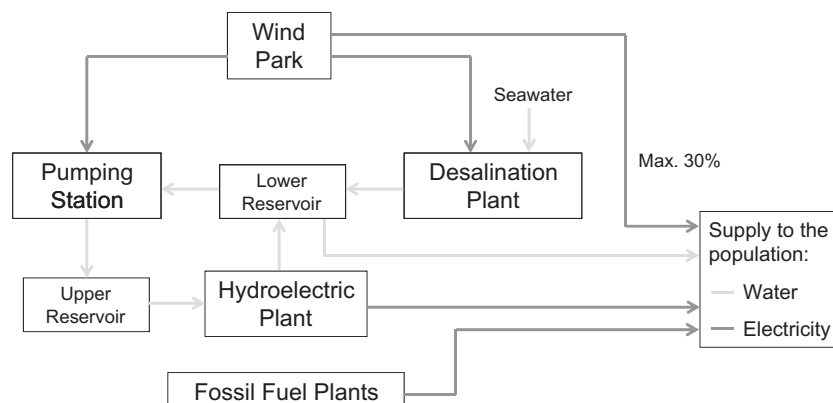 Wind
Park
Seawater
Max. 30%
Pumping
Station
Lower
Reservoir
Desalination
Plant
Supply to the
population:
Water
Electricity
Upper
Reservoir
Hydroelectric
Plant
Fossil Fuel Plants